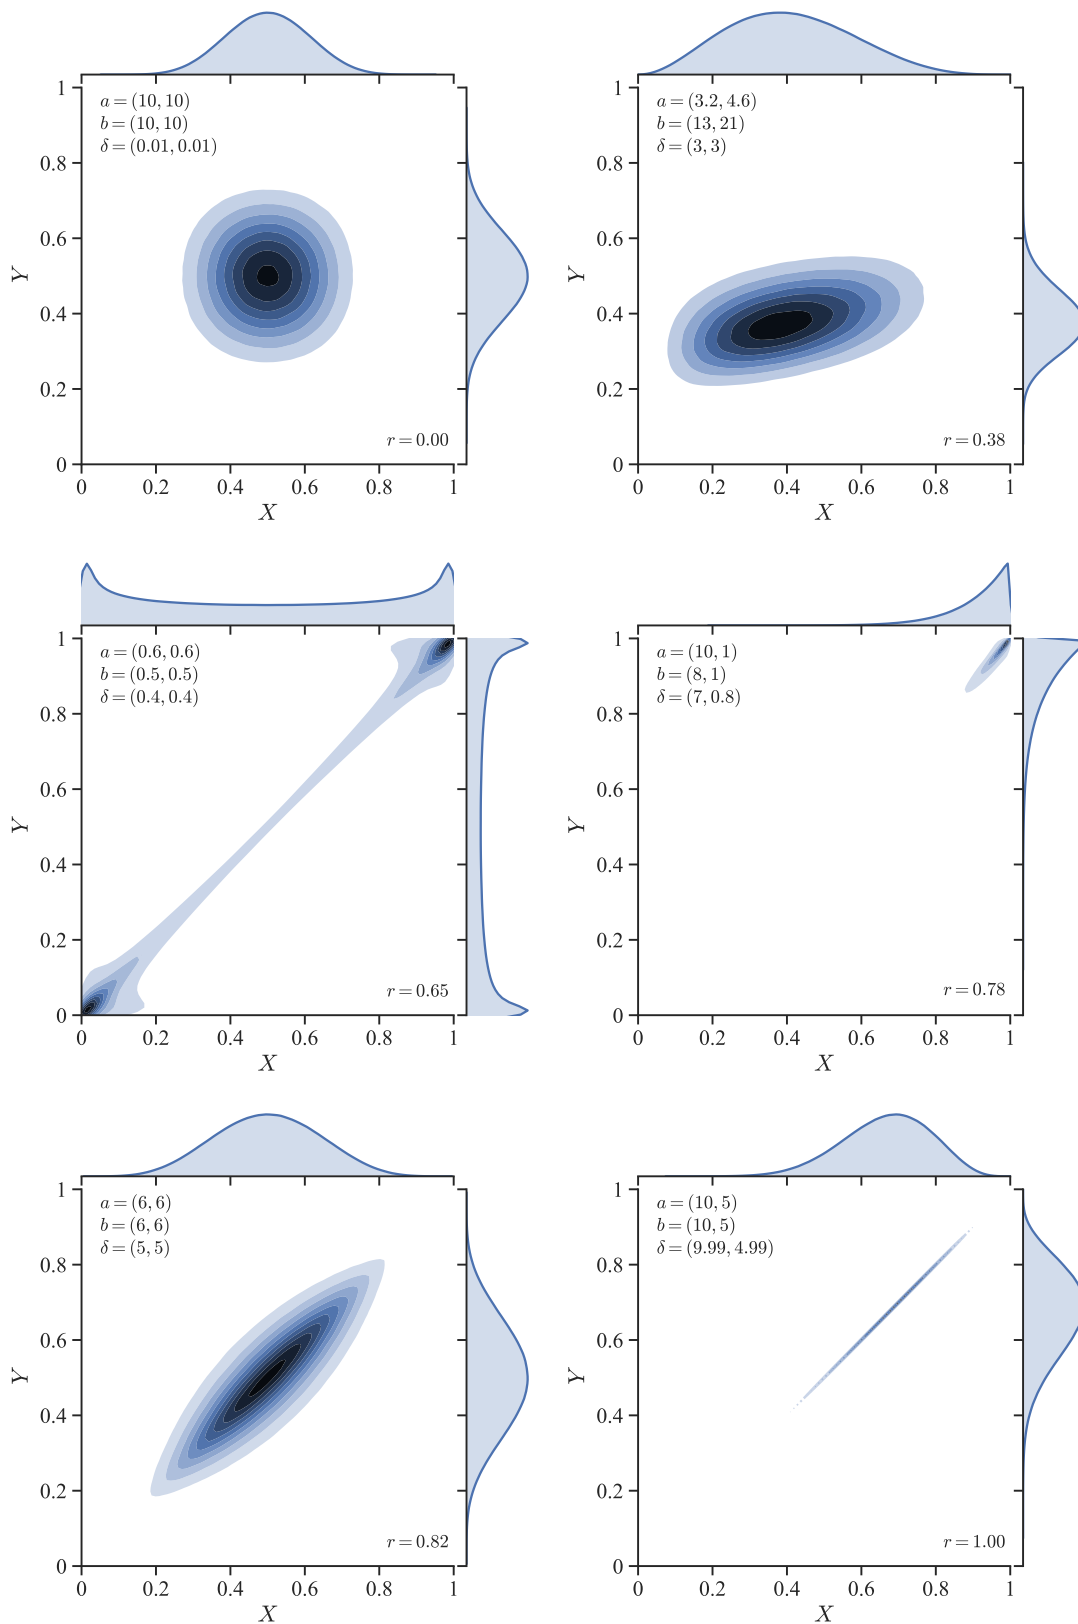 a = (10, 10)
b = (10, 10)
δ = (0.01, 0.01)
1
0.8
0.6
0.4
0.2
0
Y
r = 0.00
0 0.2 0.4 0.6 0.8 1
X
a = (3.2, 4.6)
b = (13, 21)
δ = (3, 3)
1
0.8
0.6
0.4
0.2
0
Y
r = 0.38
0 0.2 0.4 0.6 0.8 1
X
a = (0.6, 0.6)
b = (0.5, 0.5)
δ = (0.4, 0.4)
1
0.8
0.6
0.4
0.2
0
Y
r = 0.65
0 0.2 0.4 0.6 0.8 1
X
a = (10, 1)
b = (8, 1)
δ = (7, 0.8)
1
0.8
0.6
0.4
0.2
0
Y
r = 0.78
0 0.2 0.4 0.6 0.8 1
X
a = (6, 6)
b = (6, 6)
δ = (5, 5)
1
0.8
0.6
0.4
0.2
0
Y
r = 0.82
0 0.2 0.4 0.6 0.8 1
X
a = (10, 5)
b = (10, 5)
δ = (9.99, 4.99)
1
0.8
0.6
0.4
0.2
0
Y
r = 1.00
0 0.2 0.4 0.6 0.8 1
X